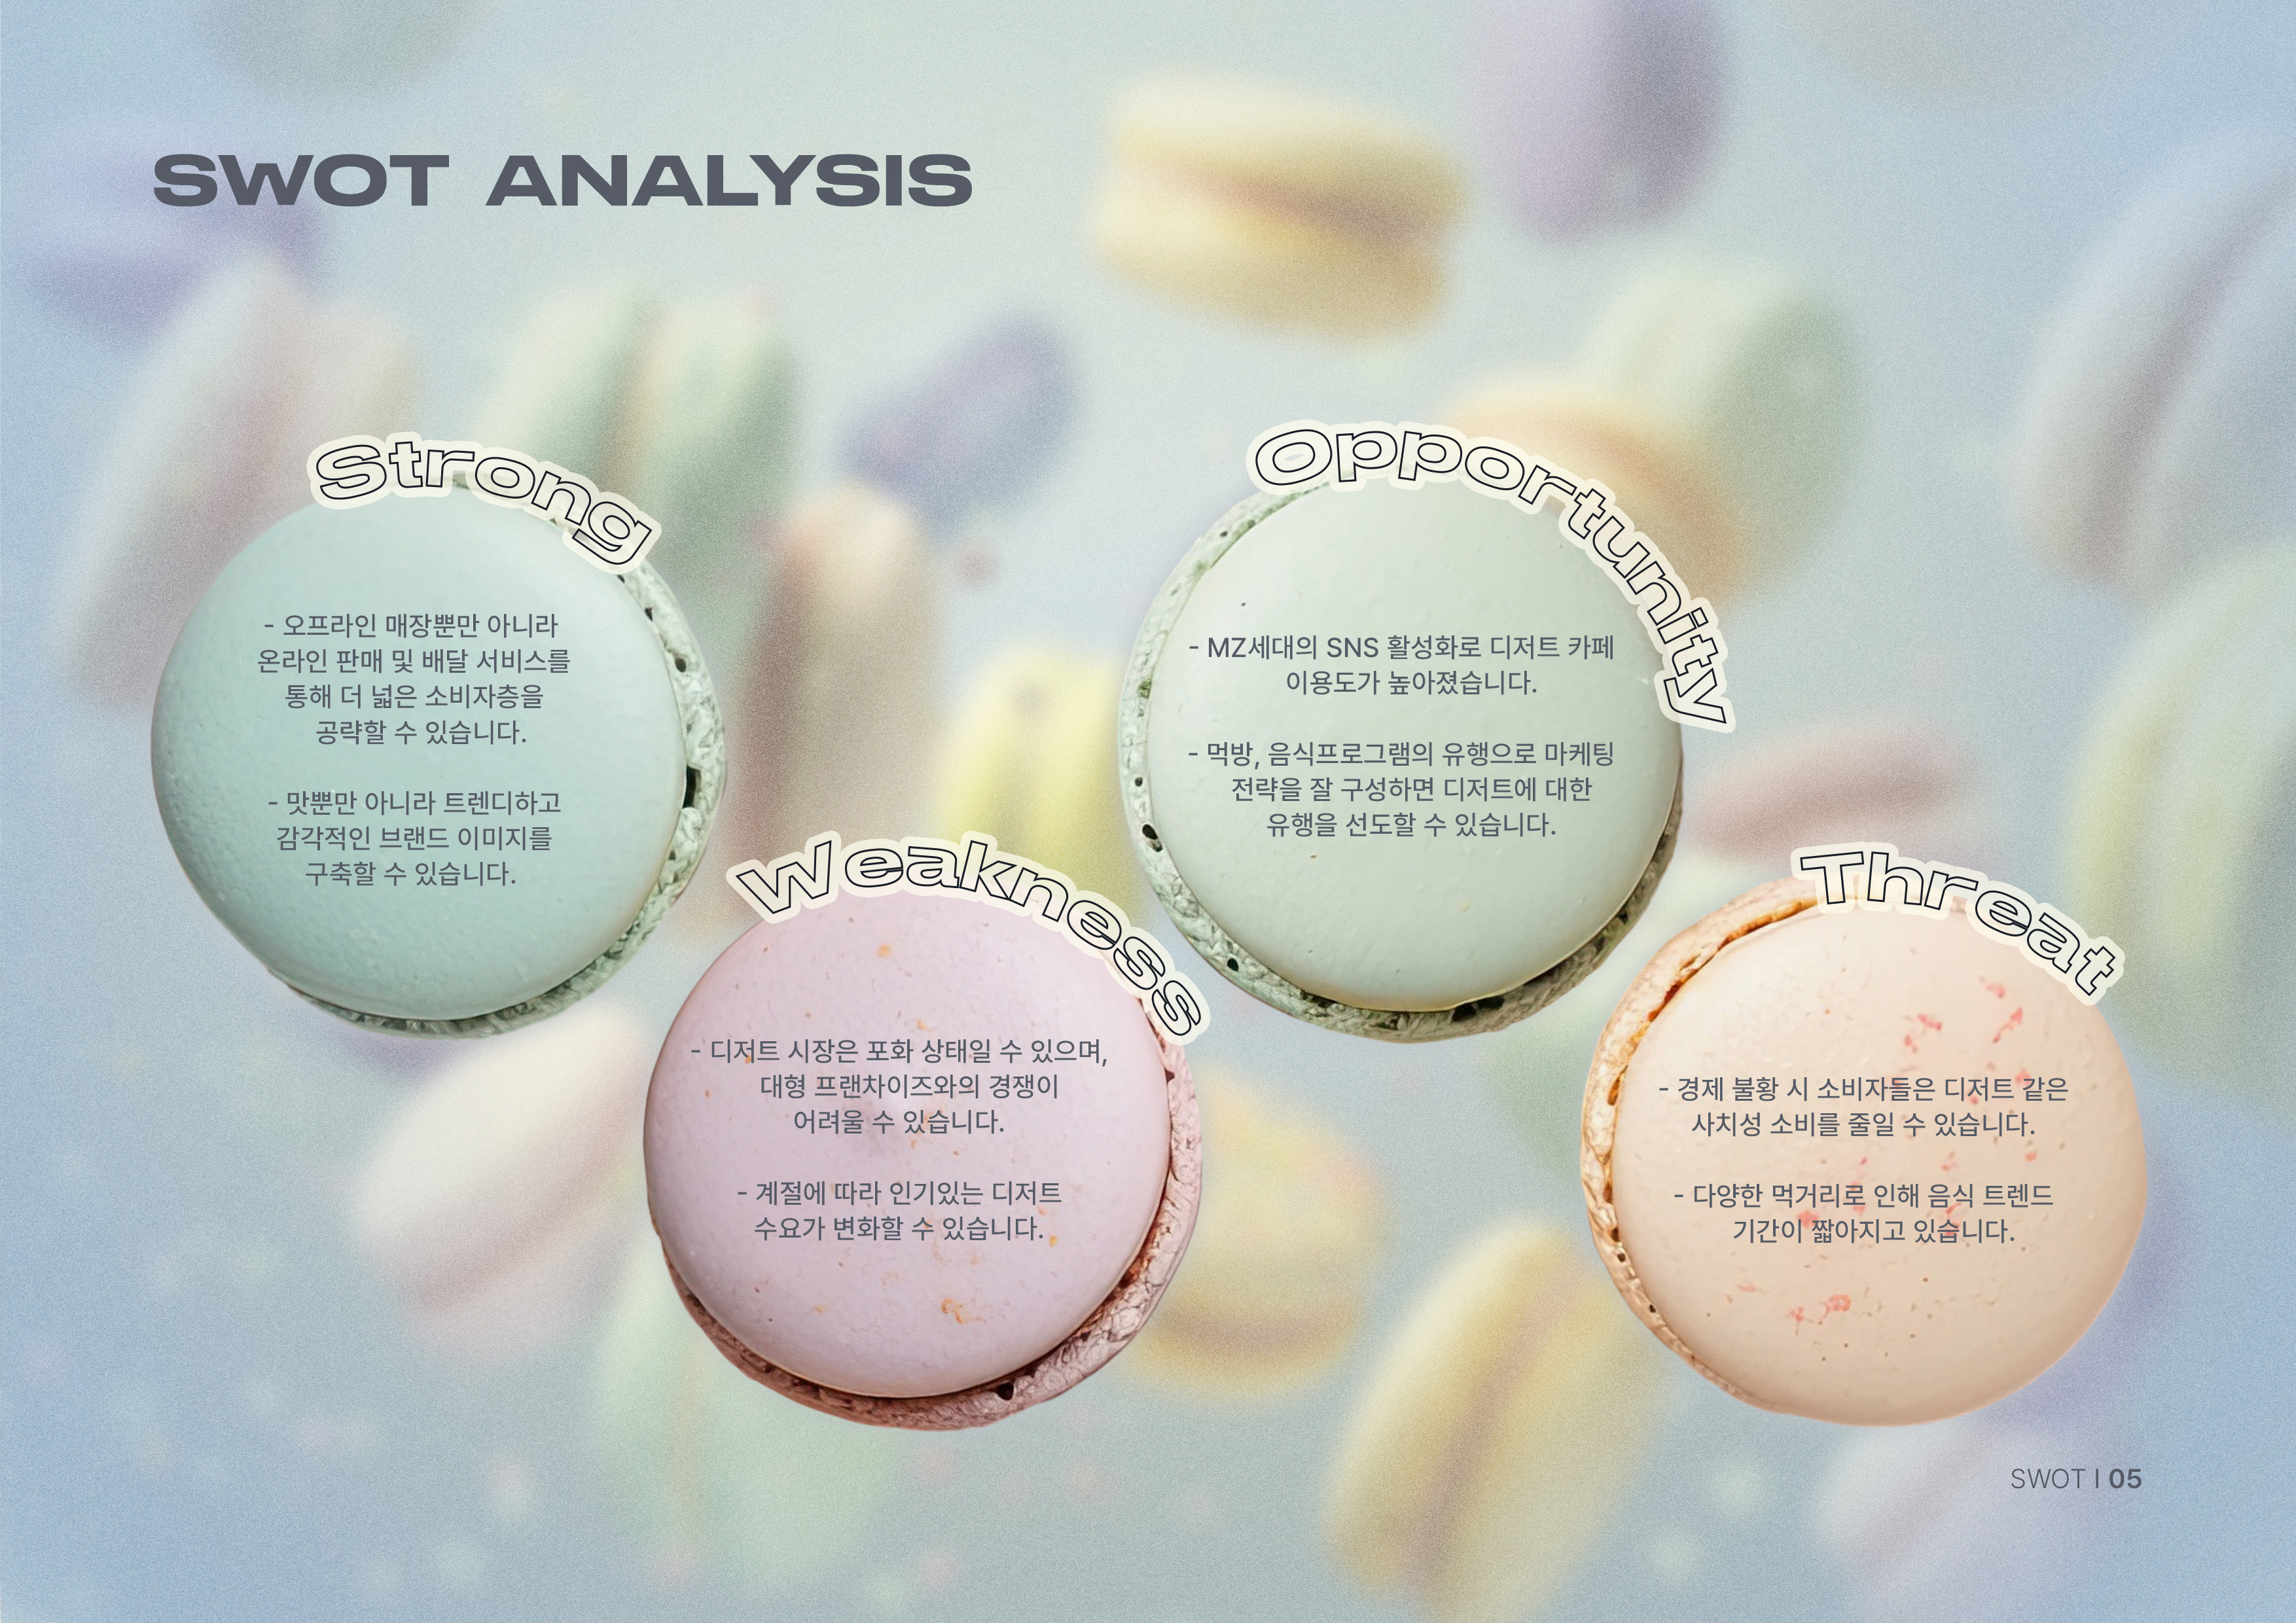 SWOT ANALYSIS
Strong
- 오프라인 매장뿐만 아니라
온라인 판매 및 배달 서비스를
통해 더 넓은 소비자층을
공략할 수 있습니다.
- 맛뿐만 아니라 트렌디하고
감각적인 브랜드 이미지를
구축할 수 있습니다.
Weakness
- 디저트 시장은 포화 상태일 수 있으며,
대형 프랜차이즈와의 경쟁이
어려울 수 있습니다.
- 계절에 따라 인기있는 디저트
수요가 변화할 수 있습니다.
Opportunity
- MZ세대의 SNS 활성화로 디저트 카페
이용도가 높아졌습니다.
- 먹방, 음식프로그램의 유행으로 마케팅
전략을 잘 구성하면 디저트에 대한
유행을 선도할 수 있습니다.
Threat
- 경제 불황 시 소비자들은 디저트 같은
사치성 소비를 줄일 수 있습니다.
- 다양한 먹거리로 인해 음식 트렌드
기간이 짧아지고 있습니다.
SWOT | 05